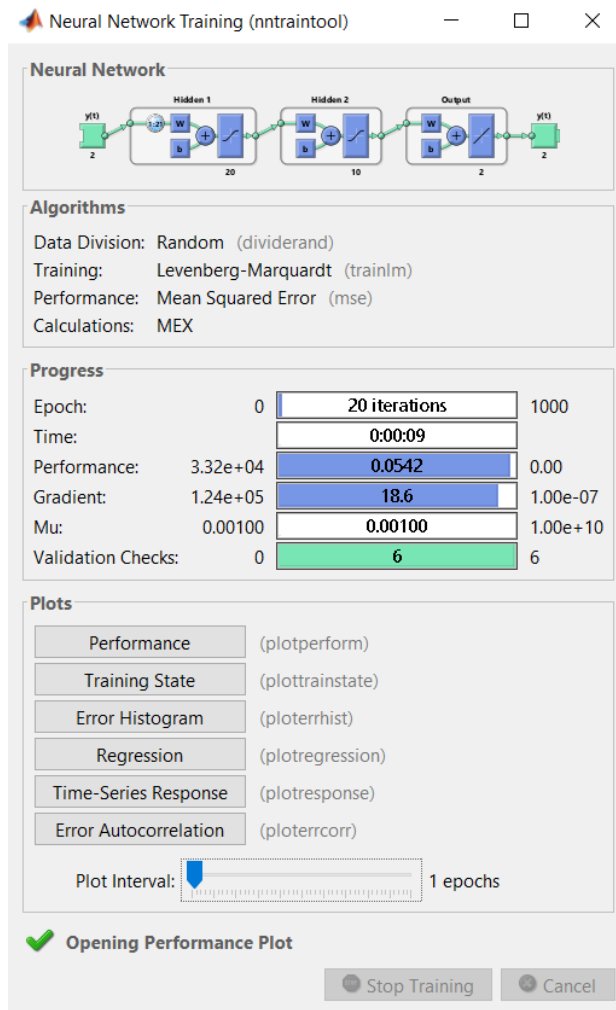 Neural Network Training (nntraintool)
Neural Network
Hidden 1 Hidden 2 Output
y(t) y(t)
1:21 W W W
b b b
2 20 10 2 2
Algorithms
Data Division: Random (dividerand)
Training: Levenberg-Marquardt (trainlm)
Performance: Mean Squared Error (mse)
Calculations: MEX
Progress
Epoch: 0 20 iterations 1000
Time: 0:00:09
Performance: 3.32e+04 0.0542 0.00
Gradient: 1.24e+05 18.6 1.00e-07
Mu: 0.00100 0.00100 1.00e+10
Validation Checks: 0 6 6
Plots
Performance (plotperform)
Training State (plottrainstate)
Error Histogram (ploterrhist)
Regression (plotregression)
Time-Series Response (plotresponse)
Error Autocorrelation (ploterrcorr)
Plot Interval: 1 epochs
Opening Performance Plot
Stop Training Cancel